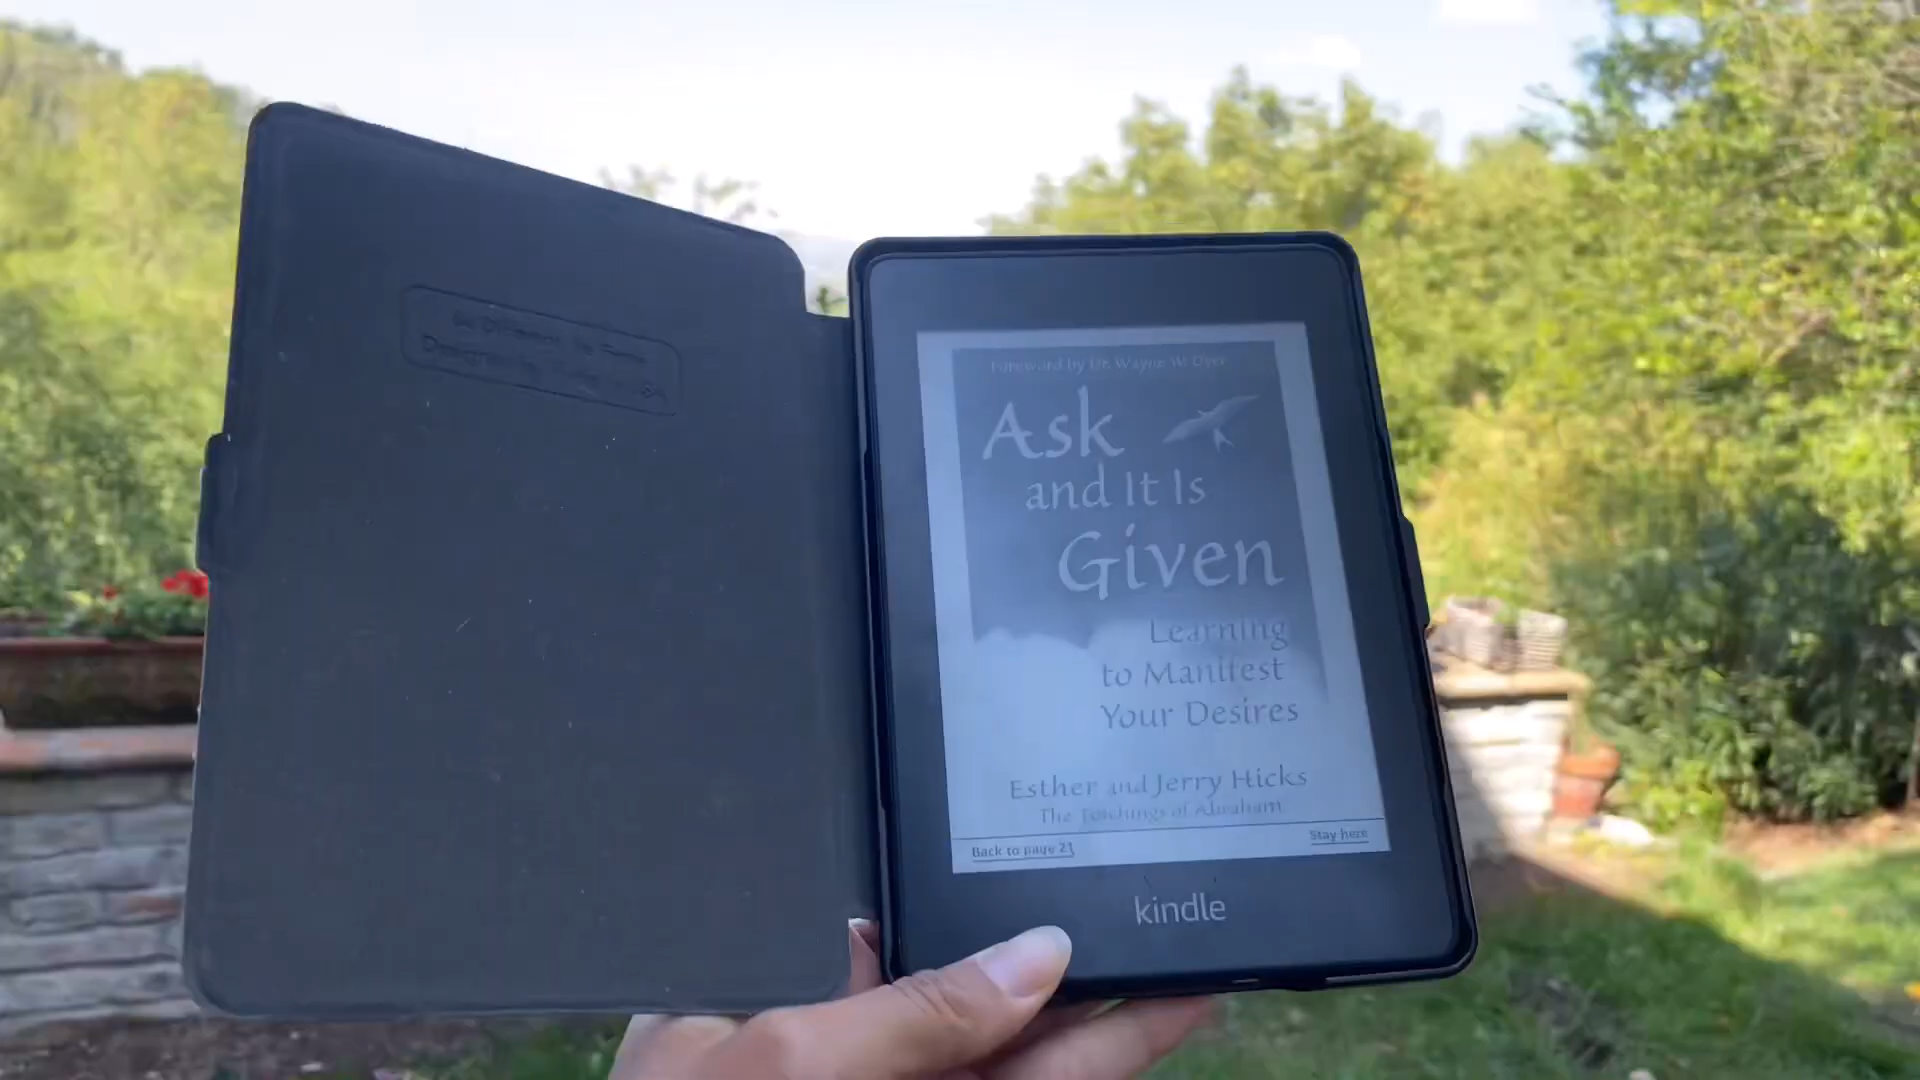 Foreword by Dr. Wayne W. Dyer
Ask
and It Is
Given
Learning
to Manifest
Your Desires
Esther and Jerry Hicks
The Teachings of Abraham
Back to page 21
Stay here
kindle